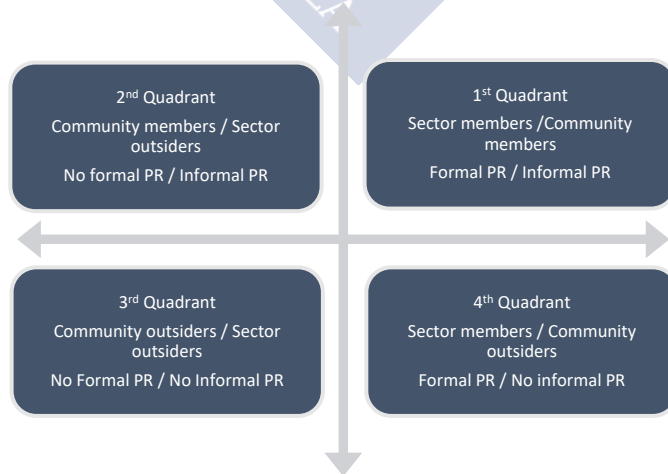 2nd Quadrant
Community members / Sector
outsiders
No formal PR / Informal PR
1st Quadrant
Sector members /Community
members
Formal PR / Informal PR
3rd Quadrant
Community outsiders / Sector
outsiders
No Formal PR / No Informal PR
4th Quadrant
Sector members / Community
outsiders
Formal PR / No informal PR